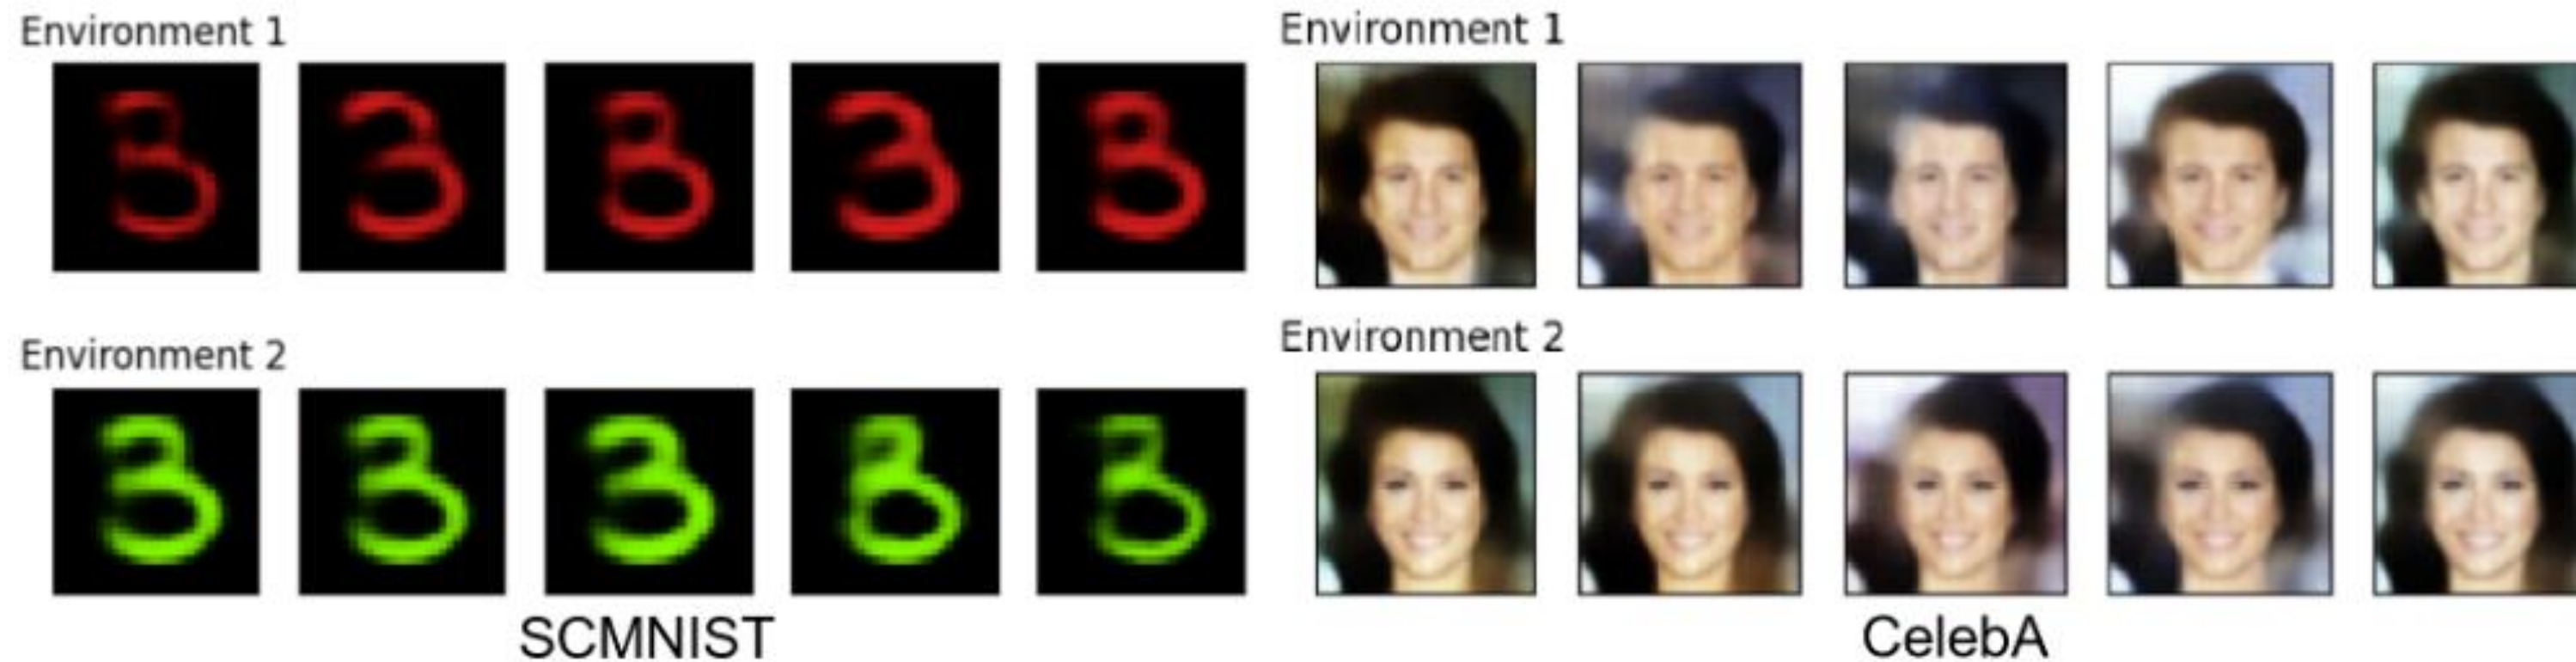 Environment 1
Environment 2
SCMNIST
Environment 1
Environment 2
CelebA